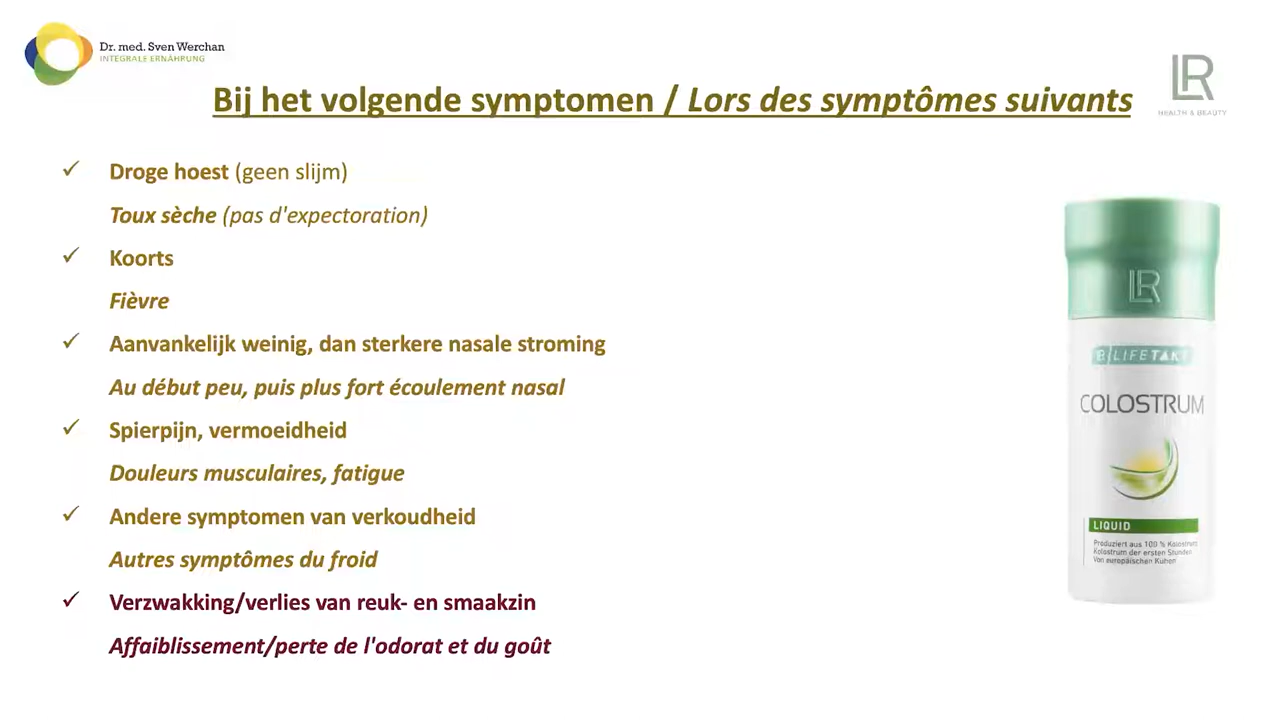 Dr. med. Sven Werchan
INTEGRALE ERNÄHRUNG
Bij het volgende symptomen / Lors des symptômes suivants
LR
HEALTH & BEAUTY
✓ Droge hoest (geen slijm)
Toux sèche (pas d'expectoration)
✓ Koorts
Fièvre
✓ Aanvankelijk weinig, dan sterkere nasale stroming
Au début peu, puis plus fort écoulement nasal
✓ Spierpijn, vermoeidheid
Douleurs musculaires, fatigue
✓ Andere symptomen van verkoudheid
Autres symptômes du froid
✓ Verzwakking/verlies van reuk- en smaakzin
Affaiblissement/perte de l'odorat et du goût
LR
LIFETAKT
COLOSTRUM
LIQUID
Produziert aus 100 % Kolostrum
Kolostrum der ersten Stunden
Von europäischen Kühen